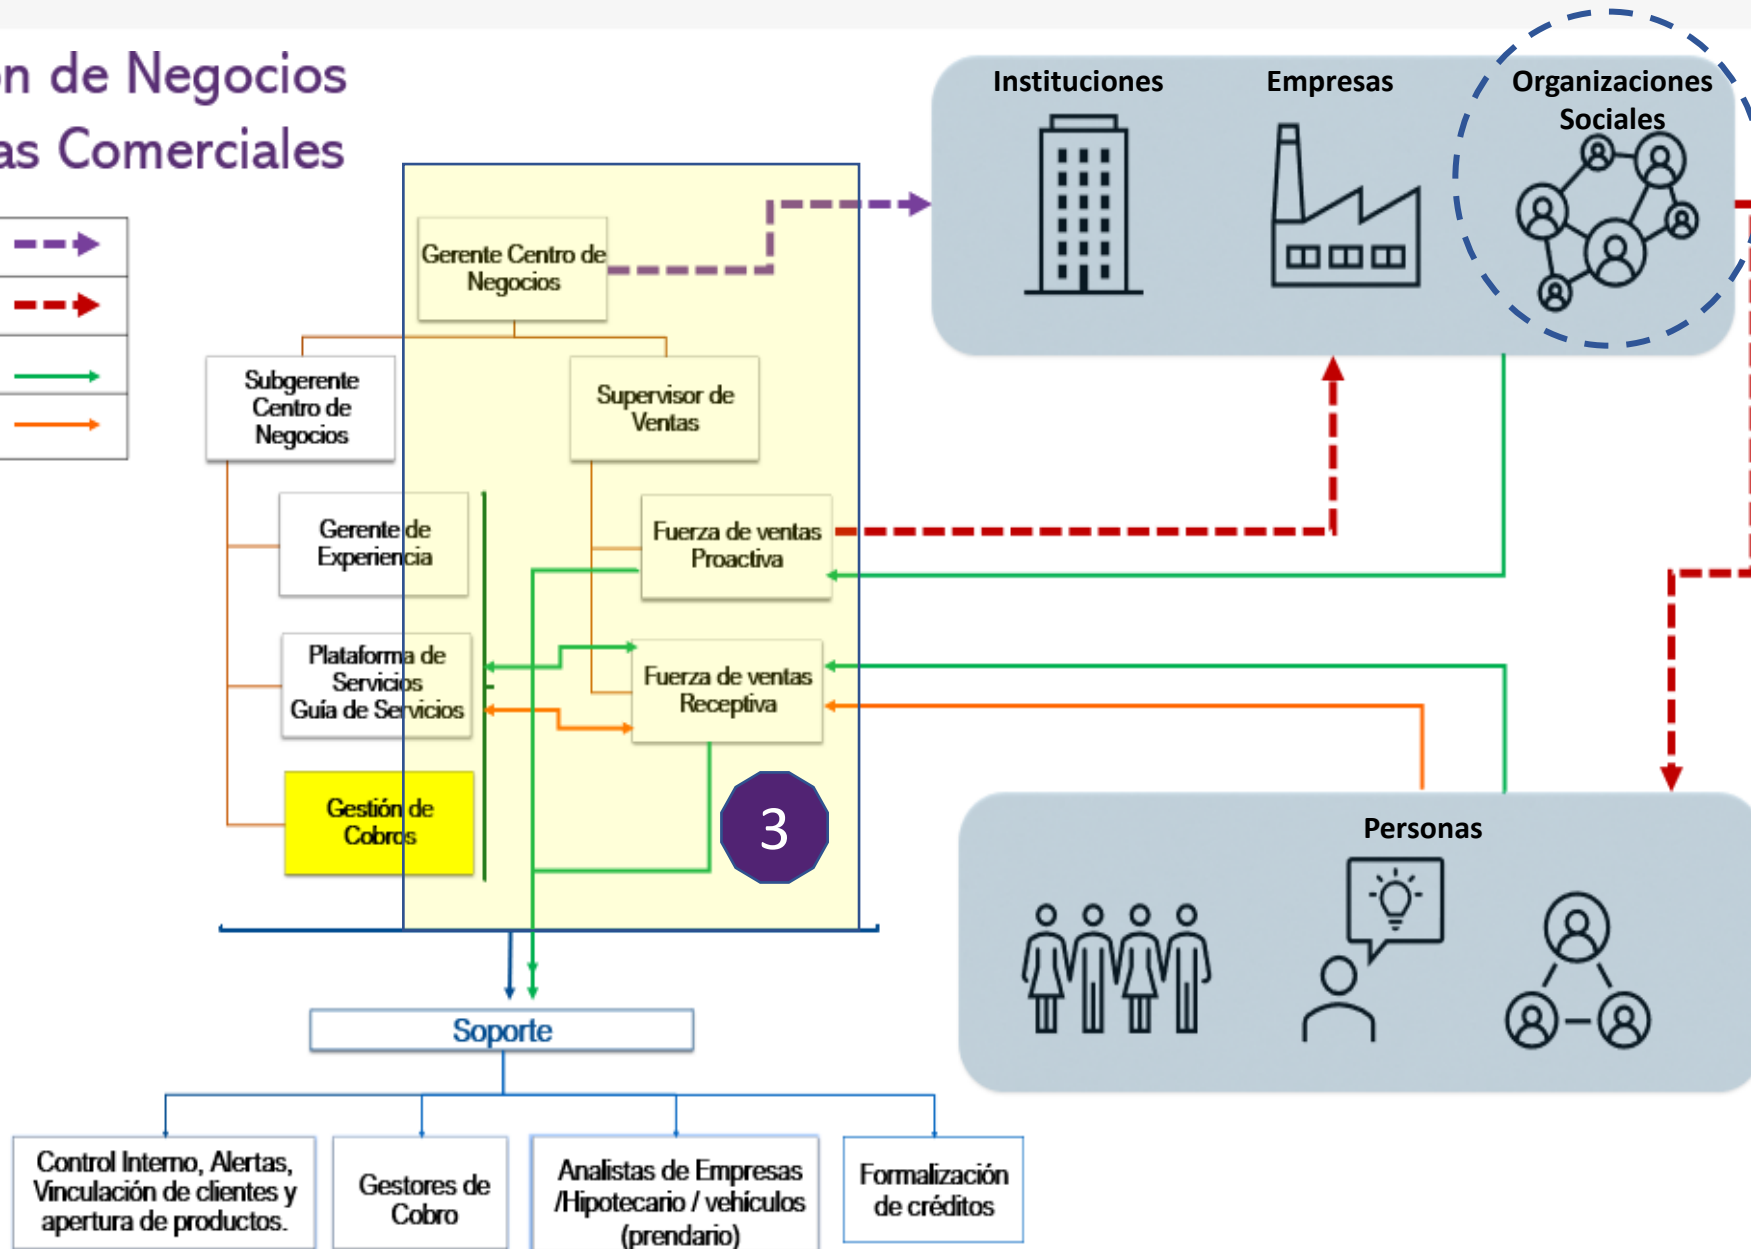 ón de Negocios
as Comerciales
Instituciones
Empresas
Organizaciones
Sociales
Gerente Centro de
Negocios
Subgerente
Centro de
Negocios
Supervisor de
Ventas
Gerente de
Experiencia
Fuerza de ventas
Proactiva
Plataforma de
Servicios
Guía de Servicios
Fuerza de ventas
Receptiva
Gestión de
Cobros
3
Personas
Soporte
Control Interno, Alertas,
Vinculación de clientes y
apertura de productos.
Gestores de
Cobro
Analistas de Empresas
/Hipotecario / vehículos
(prendario)
Formalización
de créditos